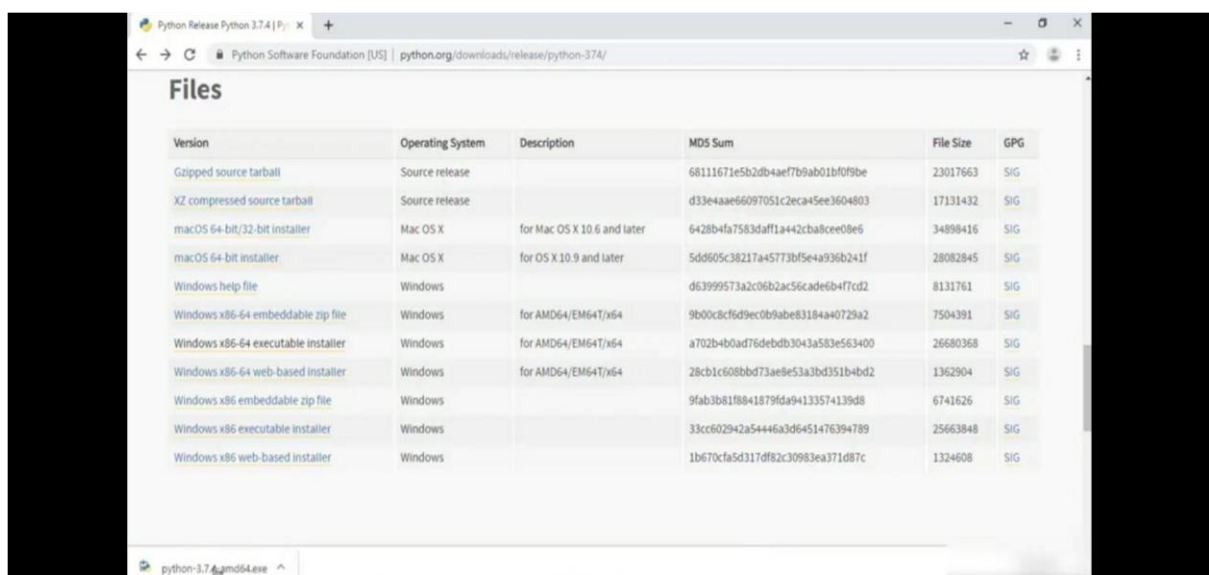 Python Release Python 3.7.4 | Py
Python Software Foundation [US] | python.org/downloads/release/python-374/
Files
Version Operating System Description MD5 Sum File Size GPG
Gzipped source tarball Source release 68111671e5b2db4aef7b9ab01bf0f9be 23017663 SIG
XZ compressed source tarball Source release d33e4aae66097051c2eca45ee3604803 17131432 SIG
macOS 64-bit/32-bit installer Mac OS X for Mac OS X 10.6 and later 6428b4fa7583daff1a442cba8cee08e6 34898416 SIG
macOS 64-bit installer Mac OS X for OS X 10.9 and later 5dd605c38217a45773bf5e4a936b241f 28082845 SIG
Windows help file Windows d63999573a2c06b2ac56cade6b4f7cd2 8131761 SIG
Windows x86-64 embeddable zip file Windows for AMD64/EM64T/x64 9b00c8cf6d9ec0b9abe83184a40729a2 7504391 SIG
Windows x86-64 executable installer Windows for AMD64/EM64T/x64 a702b4b0ad76debdb3043a583e563400 26680368 SIG
Windows x86-64 web-based installer Windows for AMD64/EM64T/x64 28cb1c608bbd73ae8e53a3bd351b4bd2 1362904 SIG
Windows x86 embeddable zip file Windows 9fab3b81f8841879fda94133574139d8 6741626 SIG
Windows x86 executable installer Windows 33cc602942a54446a3d6451476394789 25663848 SIG
Windows x86 web-based installer Windows 1b670cfa5d317df82c30983ea371d87c 1324608 SIG
python-3.7.4-amd64.exe